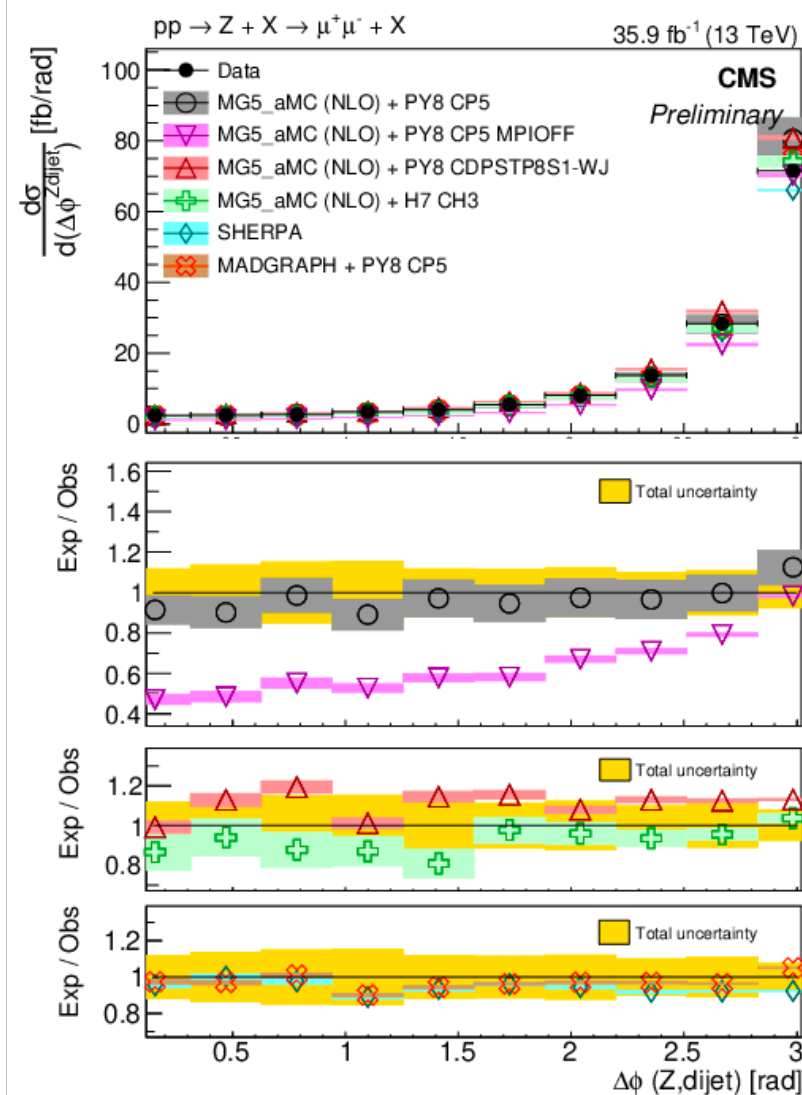 pp → Z + X → μ⁺μ⁻ + X
35.9 fb⁻¹ (13 TeV)
dσ
d(Δϕ^Zdijet) [fb/rad]
100
80
60
40
20
0
Data
MG5_aMC (NLO) + PY8 CP5
MG5_aMC (NLO) + PY8 CP5 MPIOFF
MG5_aMC (NLO) + PY8 CDPSTP8S1-WJ
MG5_aMC (NLO) + H7 CH3
SHERPA
MADGRAPH + PY8 CP5
CMS
Preliminary
Exp / Obs
1.6
1.4
1.2
1
0.8
0.6
0.4
Total uncertainty
Exp / Obs
1.2
1
0.8
Total uncertainty
Exp / Obs
1.2
1
0.8
Total uncertainty
0.5 1 1.5 2 2.5 3
Δϕ (Z,dijet) [rad]